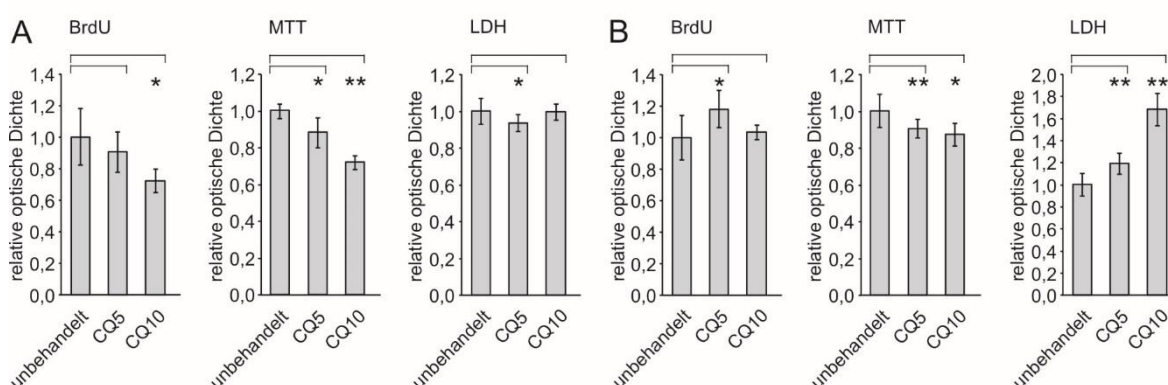 A
BrdU
MTT
LDH
B
BrdU
MTT
LDH
relative optische Dichte
1,4
1,2
1,0
0,8
0,6
0,4
0,2
0,0
*
unbehandelt
CQ5
CQ10
relative optische Dichte
1,2
1,0
0,8
0,6
0,4
0,2
0,0
*
**
unbehandelt
CQ5
CQ10
relative optische Dichte
1,2
1,0
0,8
0,6
0,4
0,2
0,0
*
unbehandelt
CQ5
CQ10
relative optische Dichte
1,4
1,2
1,0
0,8
0,6
0,4
0,2
0,0
*
unbehandelt
CQ5
CQ10
relative optische Dichte
1,2
1,0
0,8
0,6
0,4
0,2
0,0
**
*
unbehandelt
CQ5
CQ10
relative optische Dichte
2,0
1,8
1,6
1,4
1,2
1,0
0,8
0,6
0,4
0,2
0,0
**
**
unbehandelt
CQ5
CQ10